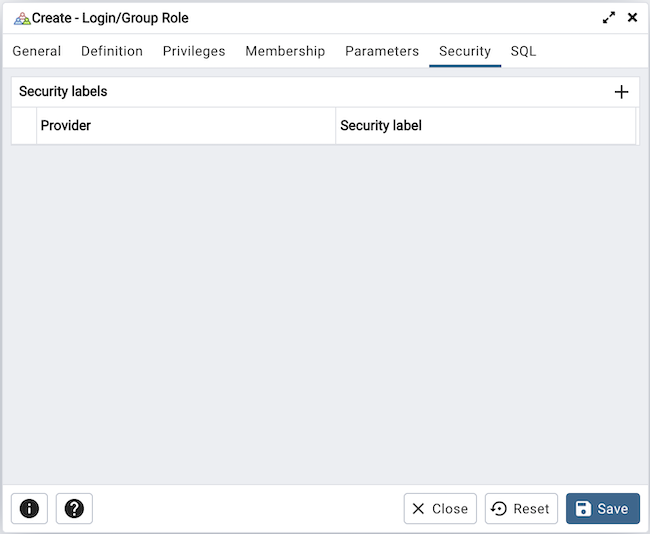 Create - Login/Group Role
General Definition Privileges Membership Parameters Security SQL
Security labels
Provider Security label
Close Reset Save